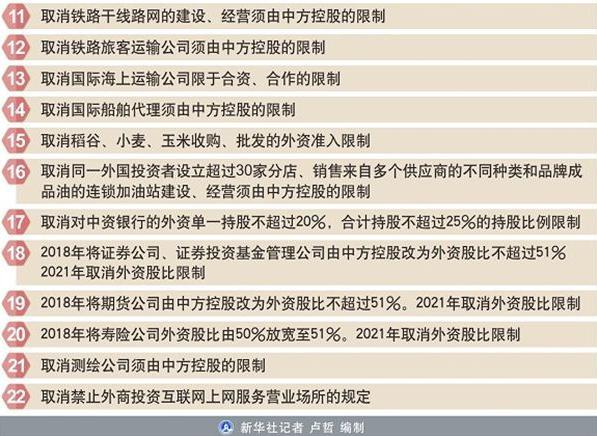 11 取消铁路干线路网的建设、经营须由中方控股的限制
12 取消铁路旅客运输公司须由中方控股的限制
13 取消国际海上运输公司限于合资、合作的限制
14 取消国际船舶代理须由中方控股的限制
15 取消稻谷、小麦、玉米收购、批发的外资准入限制
16 取消同一外国投资者设立超过30家分店、销售来自多个供应商的不同种类和品牌成
品油的连锁加油站建设、经营须由中方控股的限制
17 取消对中资银行的外资单一持股不超过20%，合计持股不超过25%的持股比例限制
18 2018年将证券公司、证券投资基金管理公司由中方控股改为外资股比不超过51%
2021年取消外资股比限制
19 2018年将期货公司由中方控股改为外资股比不超过51%。2021年取消外资股比限制
20 2018年将寿险公司外资股比由50%放宽至51%。2021年取消外资股比限制
21 取消测绘公司须由中方控股的限制
22 取消禁止外商投资互联网上网服务营业场所的规定
新华社记者 卢哲 编制